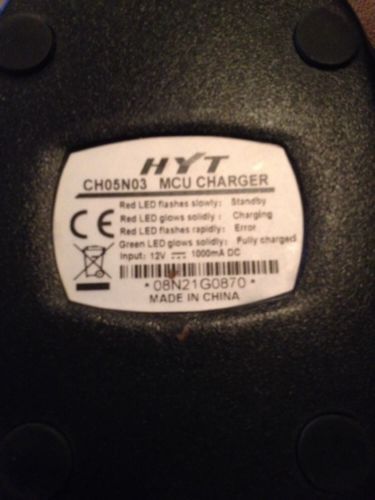 HYT
CH05N03 MCU CHARGER
Red LED flashes slowly: Standby
Red LED glows solidly : Charging
Red LED flashes rapidly: Error
Green LED glows solidly: Fully charged
Input: 12V ⎓ 1000mA DC
CE
*08N21G0870*
MADE IN CHINA